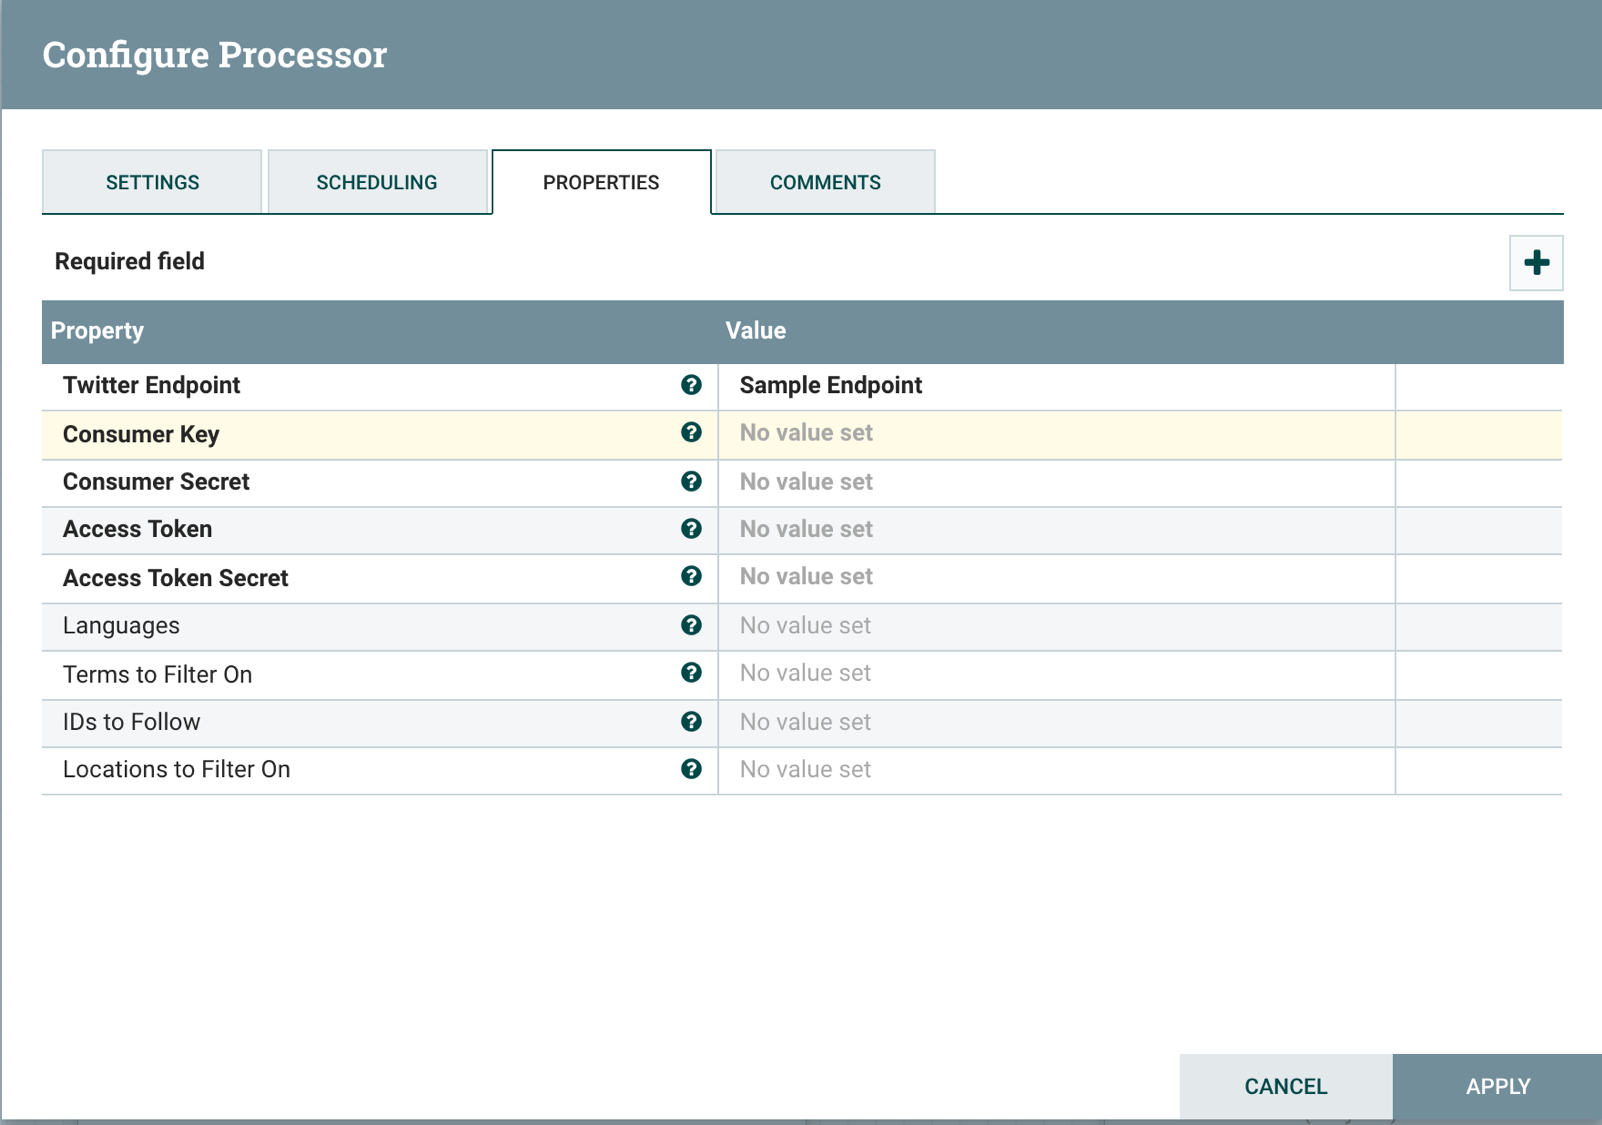 Configure Processor
SETTINGS SCHEDULING PROPERTIES COMMENTS
Required field
Property Value
Twitter Endpoint Sample Endpoint
Consumer Key No value set
Consumer Secret No value set
Access Token No value set
Access Token Secret No value set
Languages No value set
Terms to Filter On No value set
IDs to Follow No value set
Locations to Filter On No value set
CANCEL APPLY